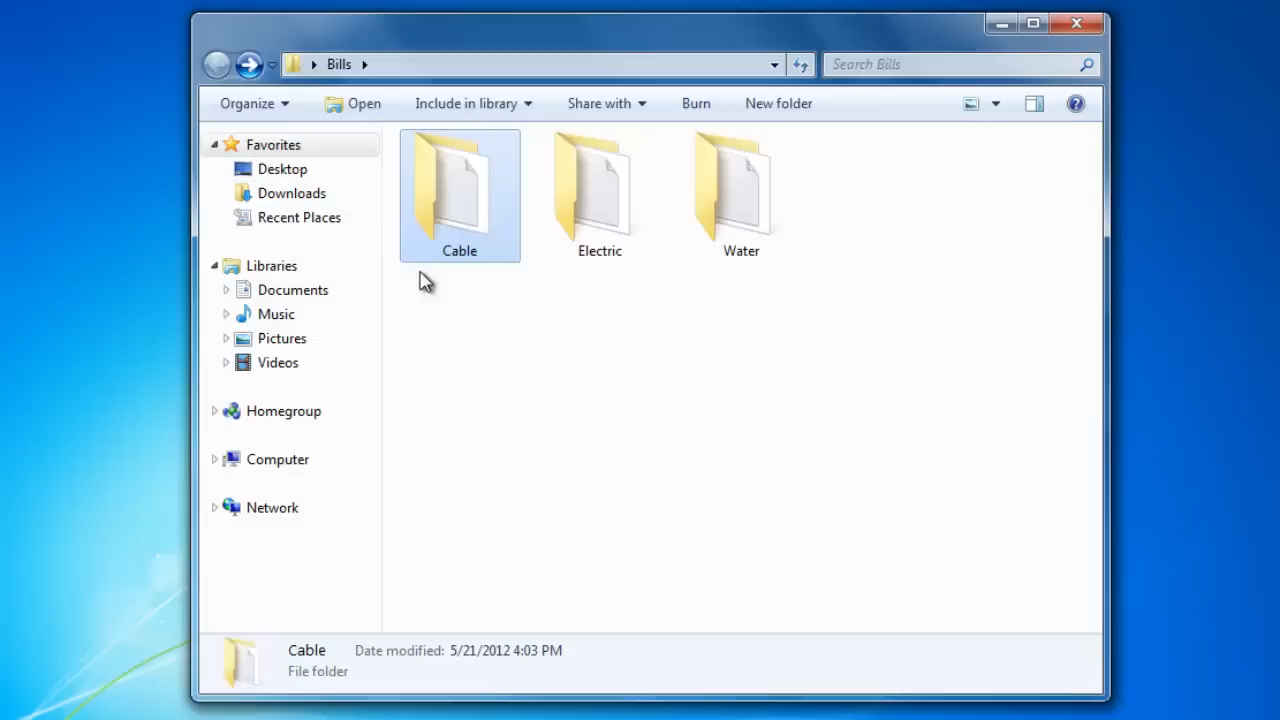 Bills
Search Bills
Organize
Open
Include in library
Share with
Burn
New folder
Favorites
Desktop
Downloads
Recent Places
Libraries
Documents
Music
Pictures
Videos
Homegroup
Computer
Network
Cable
Electric
Water
Cable Date modified: 5/21/2012 4:03 PM
File folder